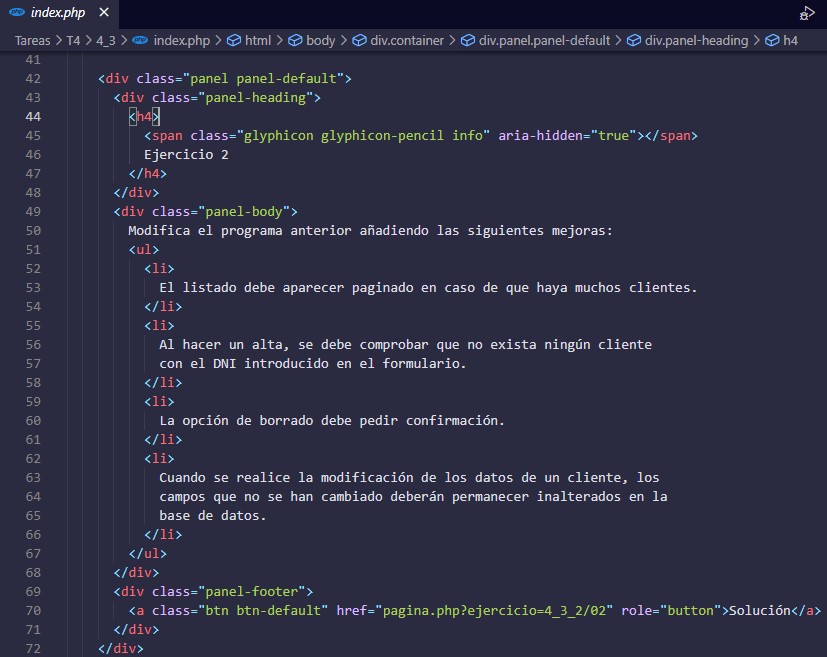 php index.php ✕
Tareas > T4 > 4_3 > php index.php > html > body > div.container > div.panel.panel-default > div.panel-heading > h4
41
42 <div class="panel panel-default">
43 <div class="panel-heading">
44 <h4>
45 <span class="glyphicon glyphicon-pencil info" aria-hidden="true"></span>
46 Ejercicio 2
47 </h4>
48 </div>
49 <div class="panel-body">
50 Modifica el programa anterior añadiendo las siguientes mejoras:
51 <ul>
52 <li>
53 El listado debe aparecer paginado en caso de que haya muchos clientes.
54 </li>
55 <li>
56 Al hacer un alta, se debe comprobar que no exista ningún cliente
57 con el DNI introducido en el formulario.
58 </li>
59 <li>
60 La opción de borrado debe pedir confirmación.
61 </li>
62 <li>
63 Cuando se realice la modificación de los datos de un cliente, los
64 campos que no se han cambiado deberán permanecer inalterados en la
65 base de datos.
66 </li>
67 </ul>
68 </div>
69 <div class="panel-footer">
70 <a class="btn btn-default" href="pagina.php?ejercicio=4_3_2/02" role="button">Solución</a>
71 </div>
72 </div>